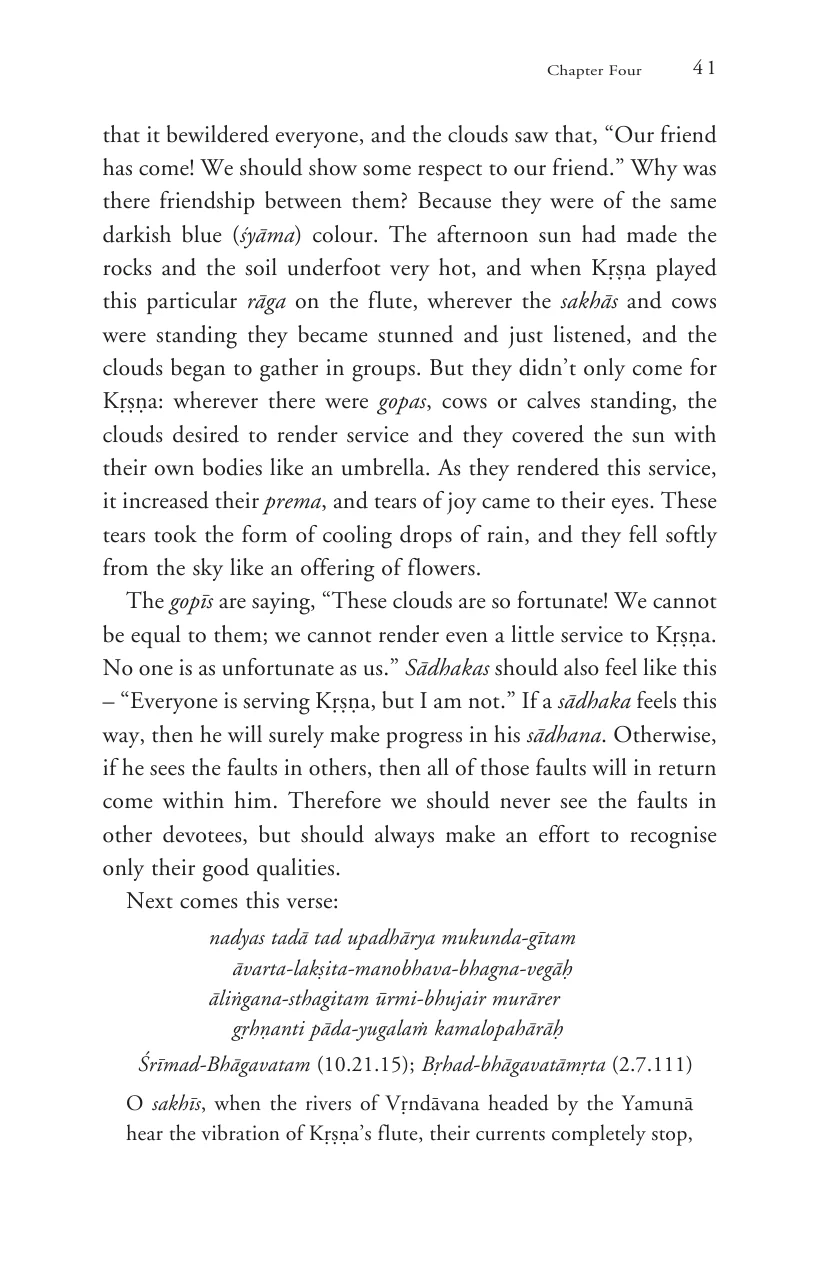 Chapter Four 41
that it bewildered everyone, and the clouds saw that, “Our friend
has come! We should show some respect to our friend.” Why was
there friendship between them? Because they were of the same
darkish blue (śyāma) colour. The afternoon sun had made the
rocks and the soil underfoot very hot, and when Kṛṣṇa played
this particular rāga on the flute, wherever the sakhās and cows
were standing they became stunned and just listened, and the
clouds began to gather in groups. But they didn’t only come for
Kṛṣṇa: wherever there were gopas, cows or calves standing, the
clouds desired to render service and they covered the sun with
their own bodies like an umbrella. As they rendered this service,
it increased their prema, and tears of joy came to their eyes. These
tears took the form of cooling drops of rain, and they fell softly
from the sky like an offering of flowers.
The gopīs are saying, “These clouds are so fortunate! We cannot
be equal to them; we cannot render even a little service to Kṛṣṇa.
No one is as unfortunate as us.” Sādhakas should also feel like this
– “Everyone is serving Kṛṣṇa, but I am not.” If a sādhaka feels this
way, then he will surely make progress in his sādhana. Otherwise,
if he sees the faults in others, then all of those faults will in return
come within him. Therefore we should never see the faults in
other devotees, but should always make an effort to recognise
only their good qualities.
Next comes this verse:
nadyas tadā tad upadhārya mukunda-gītam
āvarta-lakṣita-manobhava-bhagna-vegāḥ
āliṅgana-sthagitam ūrmi-bhujair murārer
gṛhṇanti pāda-yugalaṁ kamalopahārāḥ
Śrīmad-Bhāgavatam (10.21.15); Bṛhad-bhāgavatāmṛta (2.7.111)
O sakhīs, when the rivers of Vṛndāvana headed by the Yamunā
hear the vibration of Kṛṣṇa’s flute, their currents completely stop,